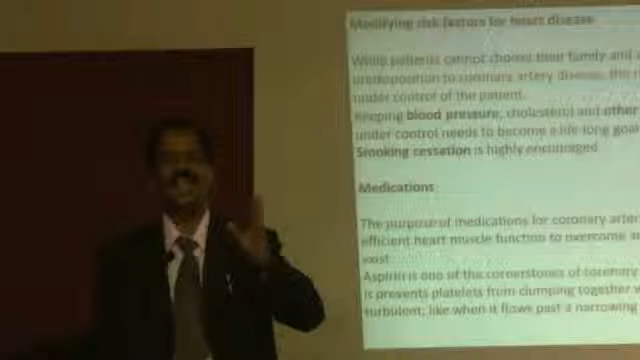 Modifying risk factors for heart disease
While patients cannot choose their family and
predoposition to coronary artery disease, the
under control of the patient.
Keeping blood pressure, cholesterol and other
under control needs to become a life long goal
Smoking cessation is highly encouraged
Medications
The purpose of medications for coronary
efficient heart muscle function to overcome
exist
Aspirin is one of the cornerstones of coronary
is prevents platelets from clumping together
turbulent, like when it flows past a narrowing